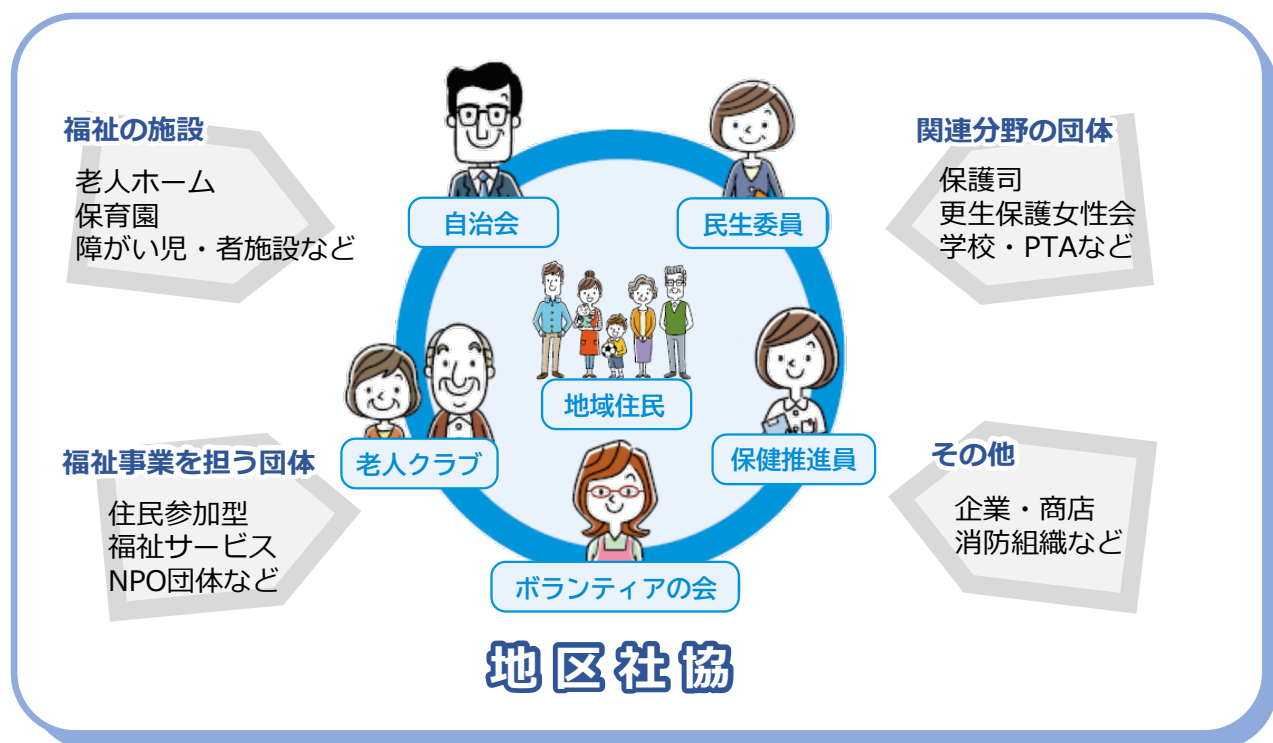 福祉の施設
老人ホーム
保育園
障がい児・者施設など
関連分野の団体
保護司
更生保護女性会
学校・PTAなど
自治会
民生委員
地域住民
老人クラブ
保健推進員
ボランティアの会
福祉事業を担う団体
住民参加型
福祉サービス
NPO団体など
その他
企業・商店
消防組織など
地区社協